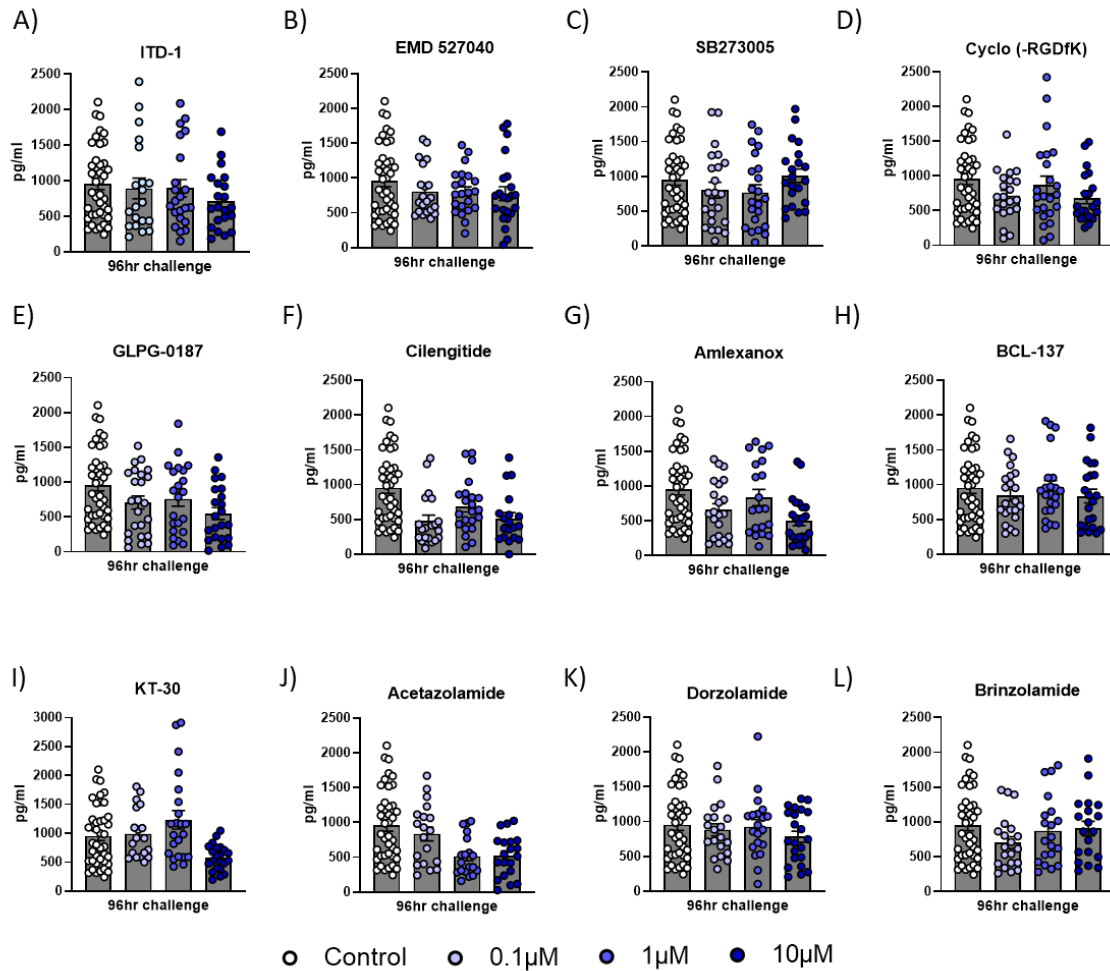 A)
ITD-1
2500
2000
1500
1000
500
0
pg/ml
96hr challenge
B)
EMD 527040
2500
2000
1500
1000
500
0
pg/ml
96hr challenge
C)
SB273005
2500
2000
1500
1000
500
0
pg/ml
96hr challenge
D)
Cyclo (-RGDfK)
2500
2000
1500
1000
500
0
pg/ml
96hr challenge
E)
GLPG-0187
2500
2000
1500
1000
500
0
pg/ml
96hr challenge
F)
Cilengitide
2500
2000
1500
1000
500
0
pg/ml
96hr challenge
G)
Amlexanox
2500
2000
1500
1000
500
0
pg/ml
96hr challenge
H)
BCL-137
2500
2000
1500
1000
500
0
pg/ml
96hr challenge
I)
KT-30
3000
2500
2000
1500
1000
500
0
pg/ml
96hr challenge
J)
Acetazolamide
2500
2000
1500
1000
500
0
pg/ml
96hr challenge
K)
Dorzolamide
2500
2000
1500
1000
500
0
pg/ml
96hr challenge
L)
Brinzolamide
2500
2000
1500
1000
500
0
pg/ml
96hr challenge
Control 0.1μM 1μM 10μM